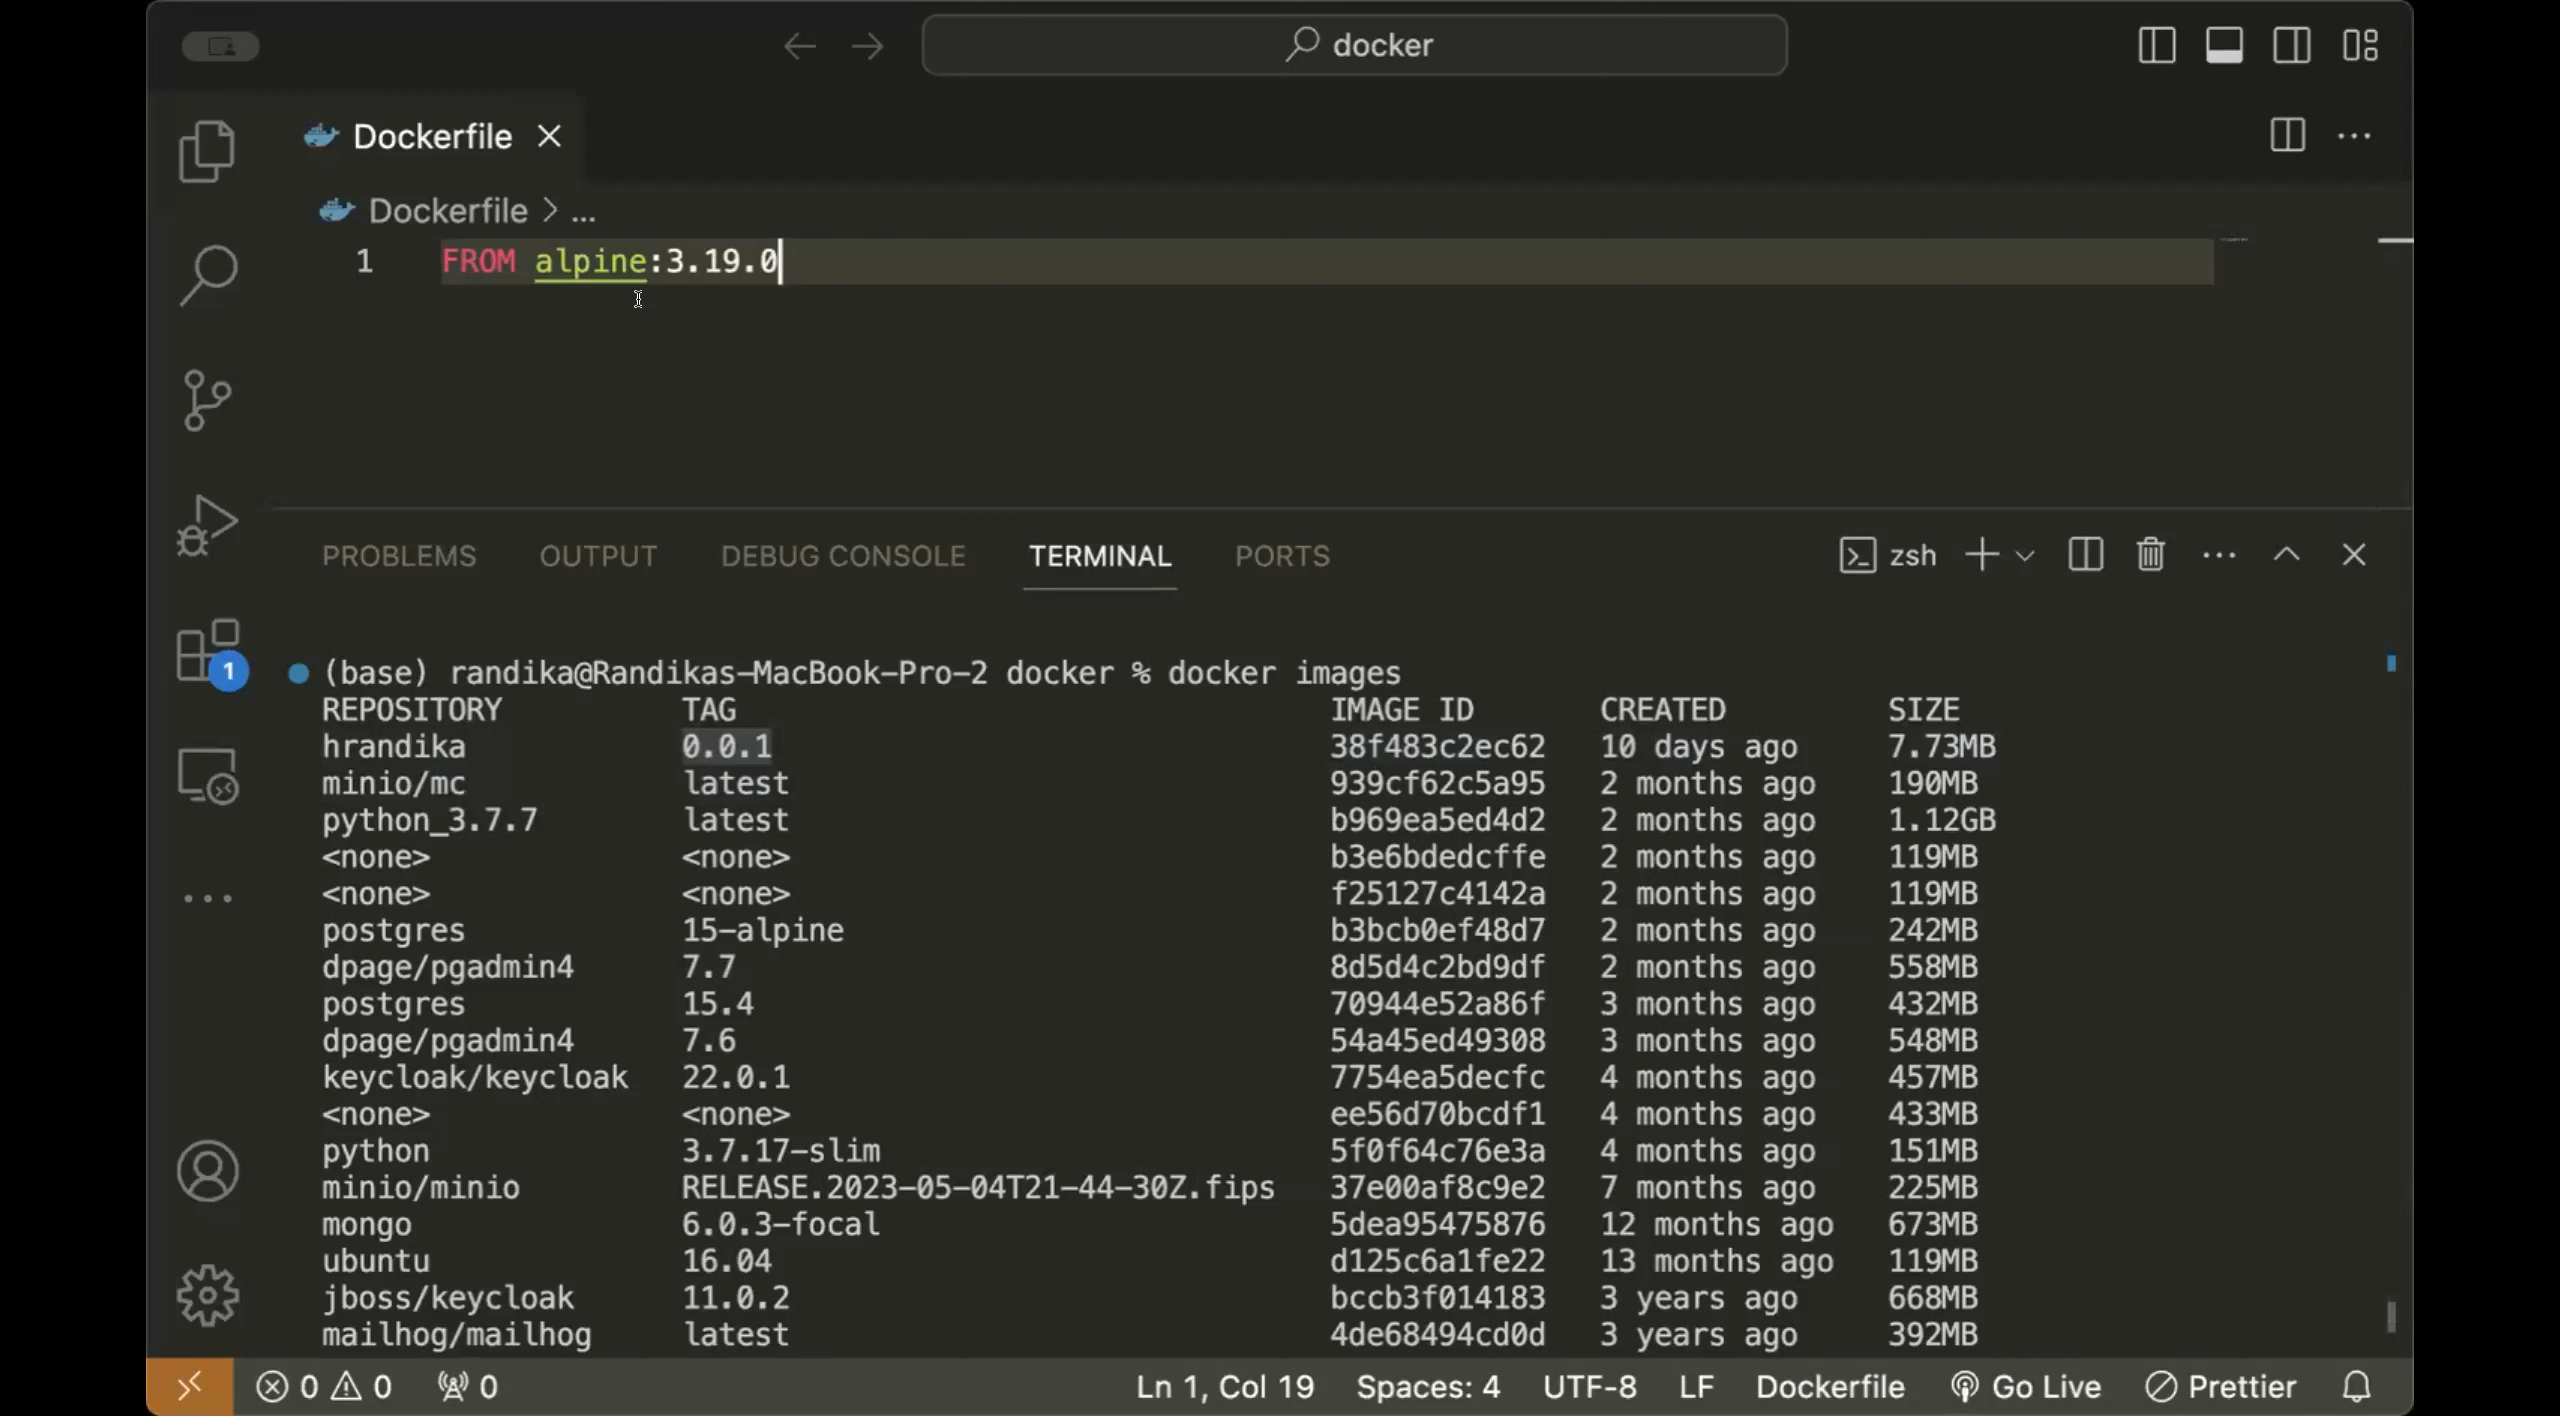 docker
Dockerfile
Dockerfile > ...
1 FROM alpine:3.19.0
PROBLEMS OUTPUT DEBUG CONSOLE TERMINAL PORTS zsh
(base) randika@Randikas-MacBook-Pro-2 docker % docker images
REPOSITORY TAG IMAGE ID CREATED SIZE
hrandika 0.0.1 38f483c2ec62 10 days ago 7.73MB
minio/mc latest 939cf62c5a95 2 months ago 190MB
python_3.7.7 latest b969ea5ed4d2 2 months ago 1.12GB
<none> <none> b3e6bdedcffe 2 months ago 119MB
<none> <none> f25127c4142a 2 months ago 119MB
postgres 15-alpine b3bcb0ef48d7 2 months ago 242MB
dpage/pgadmin4 7.7 8d5d4c2bd9df 2 months ago 558MB
postgres 15.4 70944e52a86f 3 months ago 432MB
dpage/pgadmin4 7.6 54a45ed49308 3 months ago 548MB
keycloak/keycloak 22.0.1 7754ea5decfc 4 months ago 457MB
<none> <none> ee56d70bcdf1 4 months ago 433MB
python 3.7.17-slim 5f0f64c76e3a 4 months ago 151MB
minio/minio RELEASE.2023-05-04T21-44-30Z.fips 37e00af8c9e2 7 months ago 225MB
mongo 6.0.3-focal 5dea95475876 12 months ago 673MB
ubuntu 16.04 d125c6a1fe22 13 months ago 119MB
jboss/keycloak 11.0.2 bccb3f014183 3 years ago 668MB
mailhog/mailhog latest 4de68494cd0d 3 years ago 392MB
1
0 0 0 Ln 1, Col 19 Spaces: 4 UTF-8 LF Dockerfile Go Live Prettier